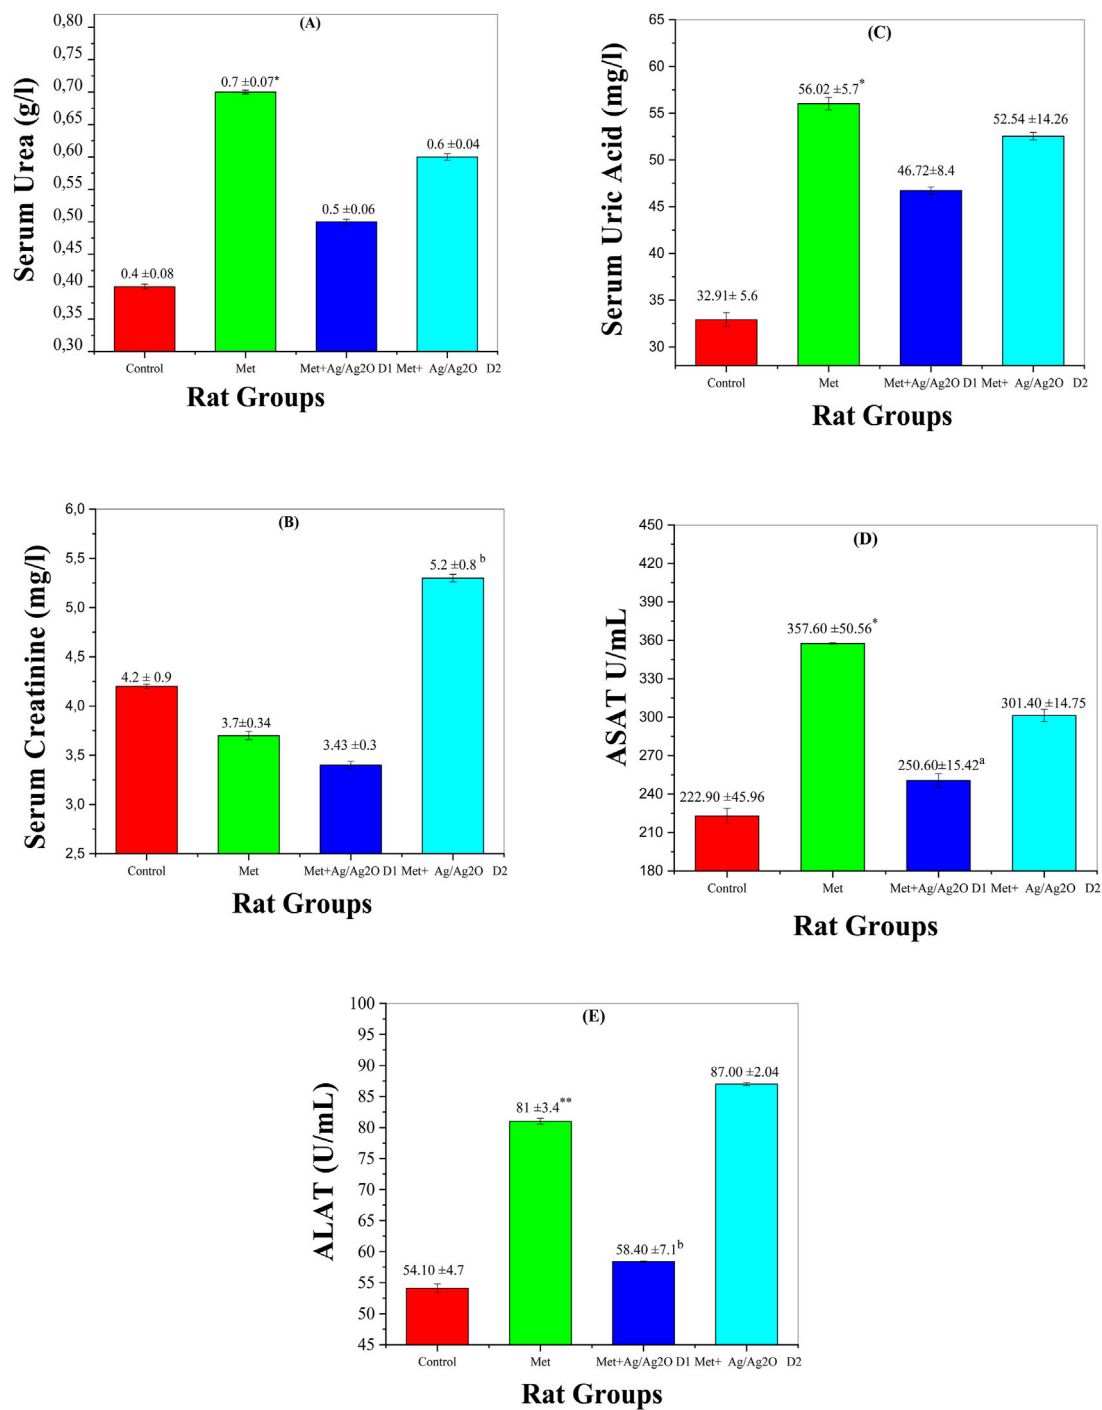 (A)
Serum Urea (g/l)
0,80
0,75
0,70
0,65
0,60
0,55
0,50
0,45
0,40
0,35
0,30
0.4 ±0.08
0.7 ±0.07*
0.5 ±0.06
0.6 ±0.04
Control
Met
Met+Ag/Ag2O D1
Met+ Ag/Ag2O D2
Rat Groups
(C)
Serum Uric Acid (mg/l)
65
60
55
50
45
40
35
30
32.91± 5.6
56.02 ±5.7*
46.72±8.4
52.54 ±14.26
Control
Met
Met+Ag/Ag2O D1
Met+ Ag/Ag2O D2
Rat Groups
(B)
Serum Creatinine (mg/l)
6,0
5,5
5,0
4,5
4,0
3,5
3,0
2,5
4.2 ± 0.9
3.7±0.34
3.43 ±0.3
5.2 ±0.8 b
Control
Met
Met+Ag/Ag2O D1
Met+ Ag/Ag2O D2
Rat Groups
(D)
ASAT U/mL
450
420
390
360
330
300
270
240
210
180
222.90 ±45.96
357.60 ±50.56*
250.60±15.42a
301.40 ±14.75
Control
Met
Met+Ag/Ag2O D1
Met+ Ag/Ag2O D2
Rat Groups
(E)
ALAT (U/mL)
100
95
90
85
80
75
70
65
60
55
50
45
54.10 ±4.7
81 ±3.4**
58.40 ±7.1b
87.00 ±2.04
Control
Met
Met+Ag/Ag2O D1
Met+ Ag/Ag2O D2
Rat Groups